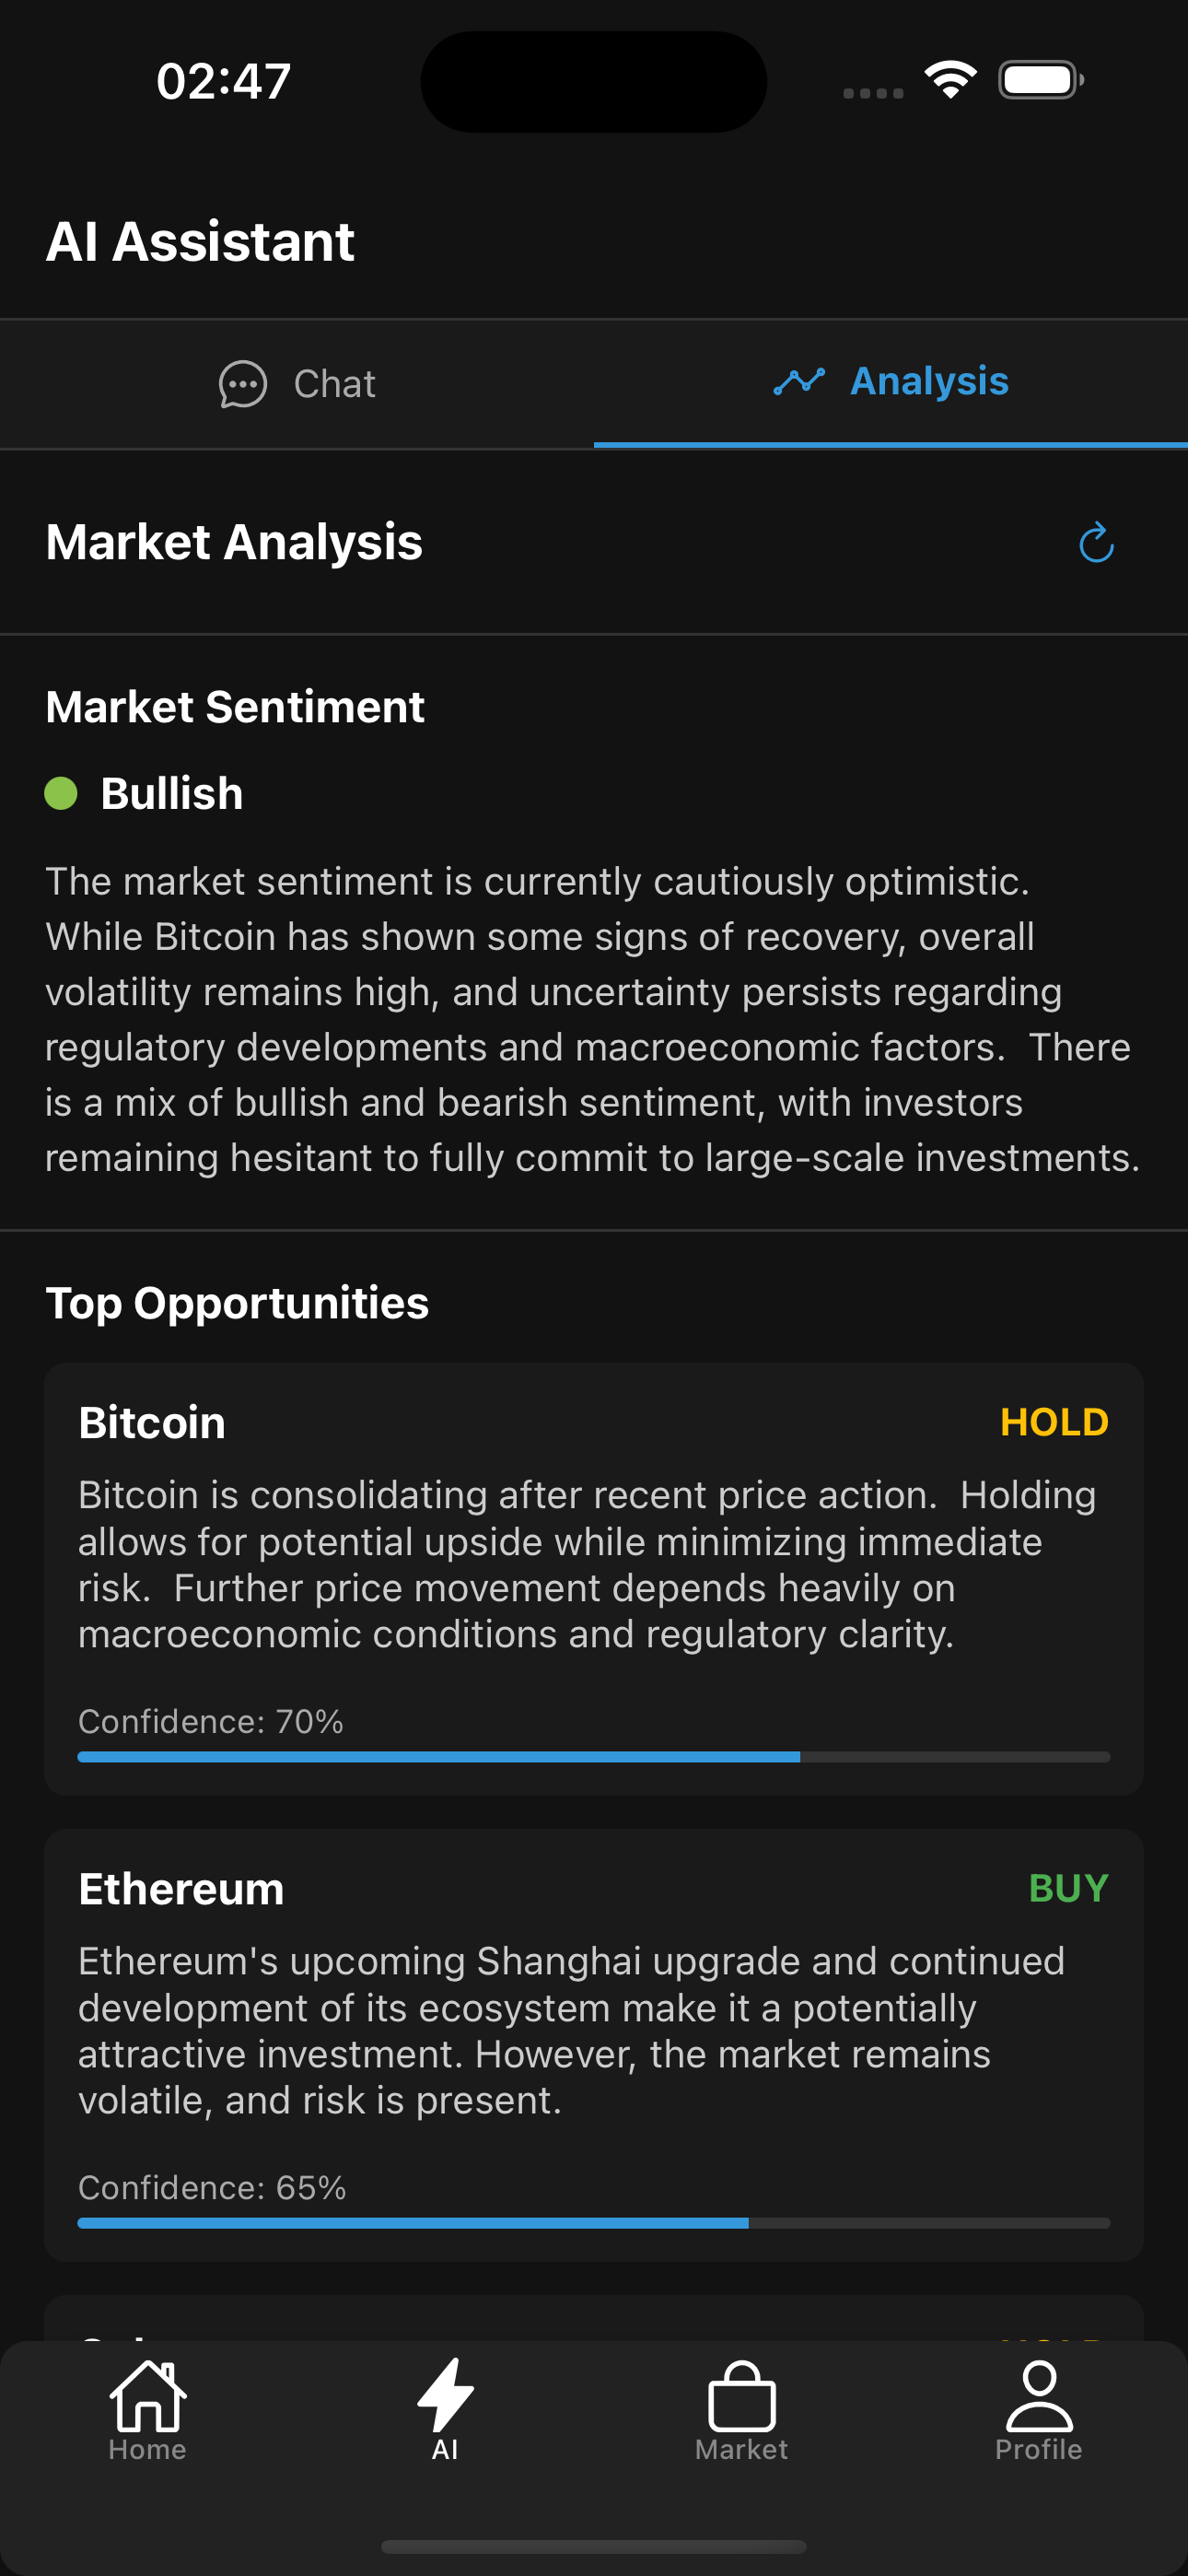 02:47
AI Assistant
Chat
Analysis
Market Analysis
Market Sentiment
Bullish
The market sentiment is currently cautiously optimistic.
While Bitcoin has shown some signs of recovery, overall
volatility remains high, and uncertainty persists regarding
regulatory developments and macroeconomic factors.  There
is a mix of bullish and bearish sentiment, with investors
remaining hesitant to fully commit to large-scale investments.
Top Opportunities
Bitcoin
HOLD
Bitcoin is consolidating after recent price action.  Holding
allows for potential upside while minimizing immediate
risk.  Further price movement depends heavily on
macroeconomic conditions and regulatory clarity.
Confidence: 70%
Ethereum
BUY
Ethereum's upcoming Shanghai upgrade and continued
development of its ecosystem make it a potentially
attractive investment. However, the market remains
volatile, and risk is present.
Confidence: 65%
Home
AI
Market
Profile